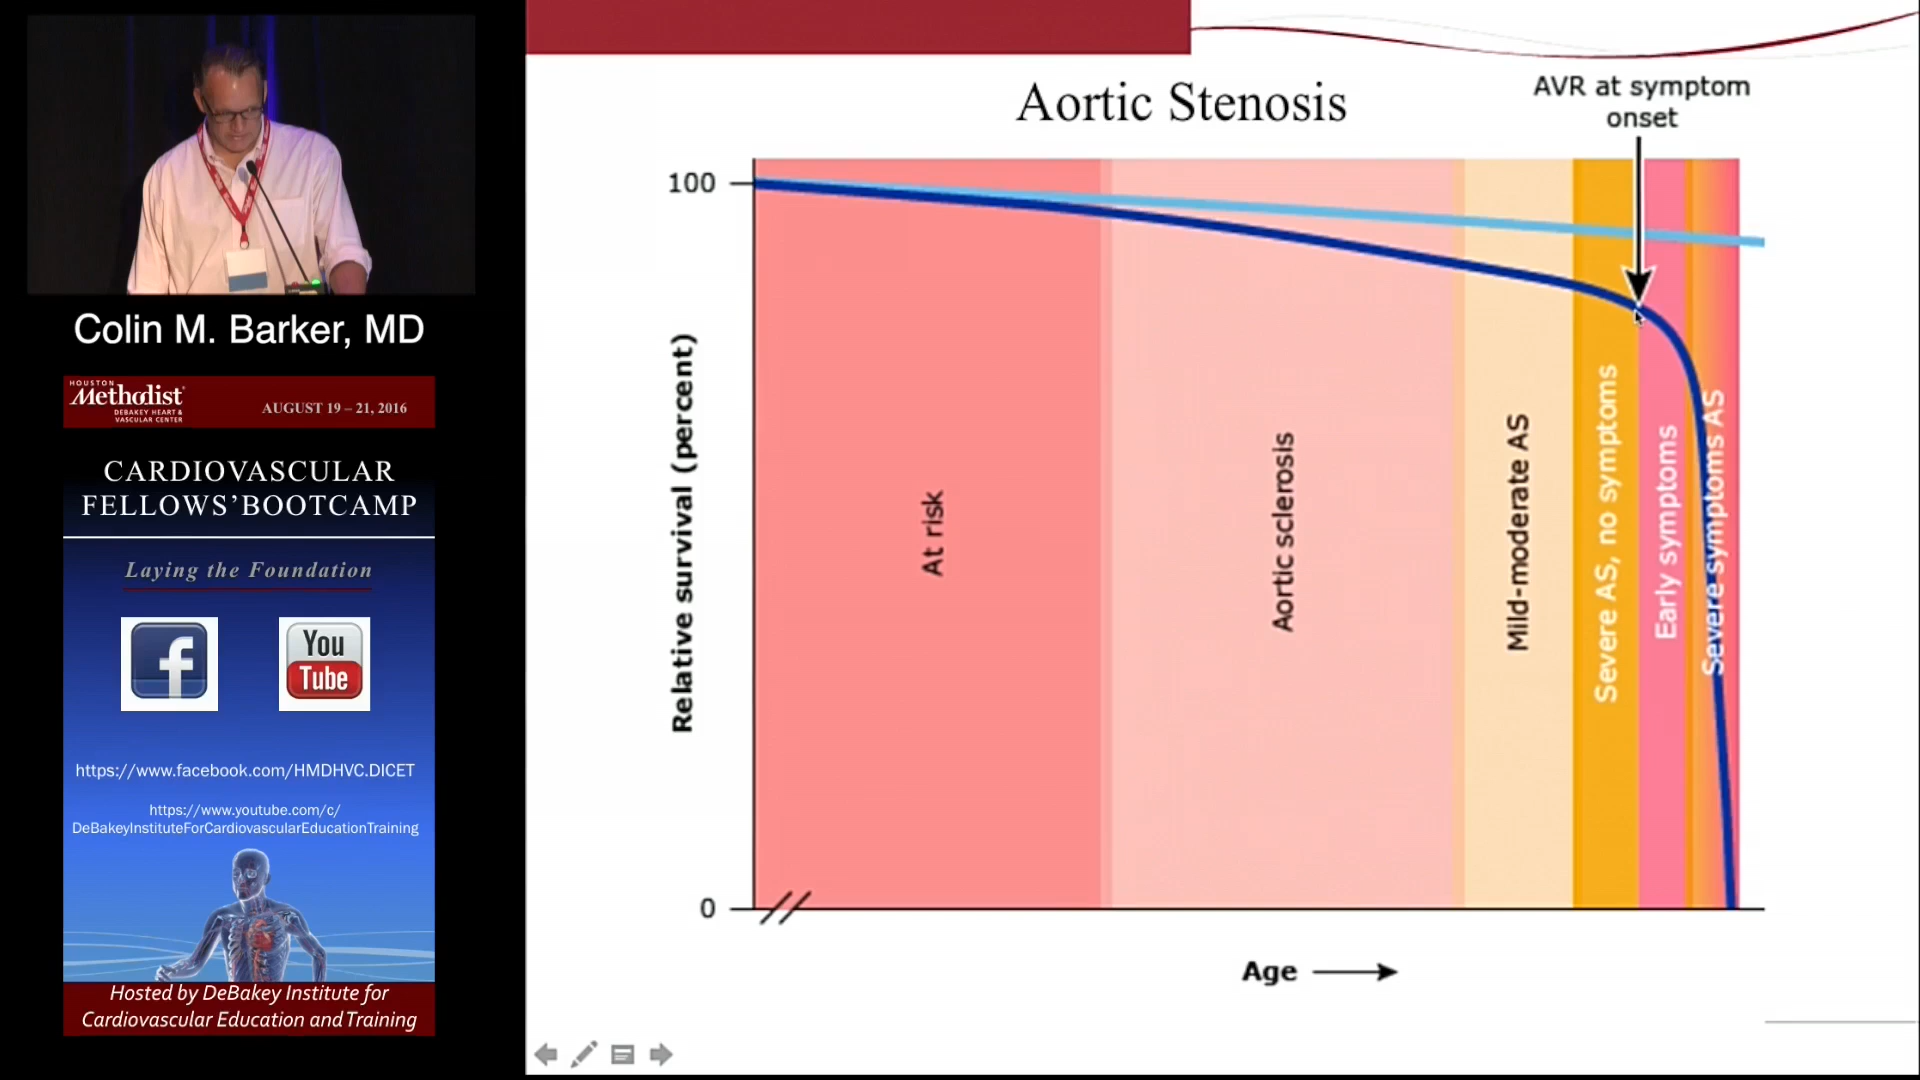 Colin M. Barker, MD
HOUSTON
Methodist
DEBAKEY HEART &
VASCULAR CENTER
AUGUST 19 – 21, 2016
CARDIOVASCULAR
FELLOWS’BOOTCAMP
Laying the Foundation
f
You
Tube
https://www.facebook.com/HMDHVC.DICET
https://www.youtube.com/c/
DeBakeyInstituteForCardiovascularEducationTraining
Hosted by DeBakey Institute for
Cardiovascular Education and Training
Aortic Stenosis
AVR at symptom
onset
100
0
Relative survival (percent)
At risk
Aortic sclerosis
Mild-moderate AS
Severe AS, no symptoms
Early symptoms
Severe symptoms AS
Age